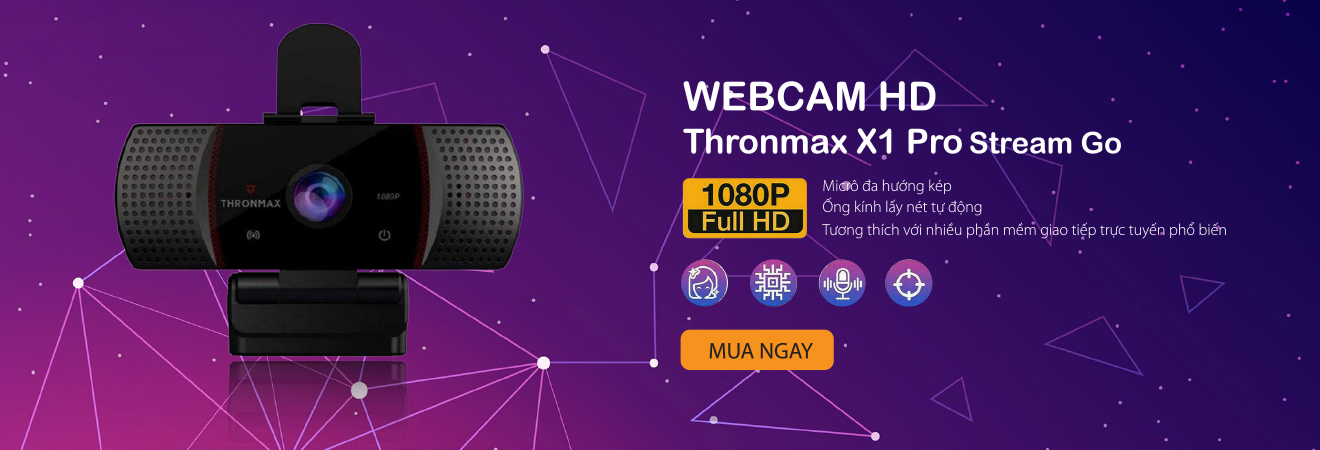 THRONMAX
1080P
WEBCAM HD
Thronmax X1 Pro Stream Go
1080P
Full HD
Micrô đa hướng kép
Ống kính lấy nét tự động
Tương thích với nhiều phần mềm giao tiếp trực tuyến phổ biến
MUA NGAY